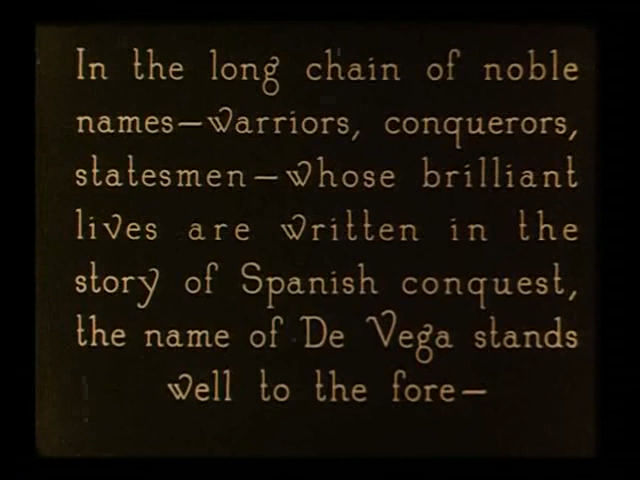 In the long chain of noble
names—warriors, conquerors,
statesmen—whose brilliant
lives are written in the
story of Spanish conquest,
the name of De Vega stands
well to the fore—